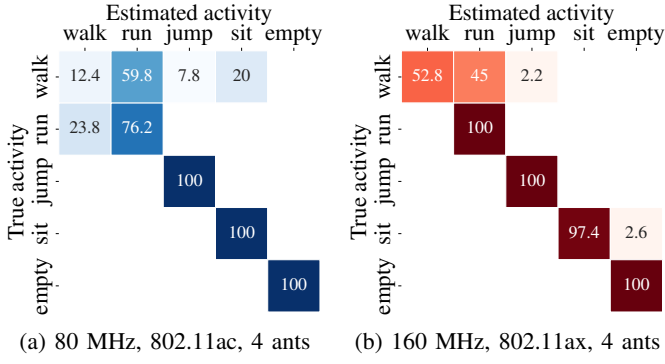 Estimated activity
walk run jump sit empty
True activity
walk 12.4 59.8 7.8 20
run 23.8 76.2
jump 100
sit 100
empty 100
(a) 80 MHz, 802.11ac, 4 ants
Estimated activity
walk run jump sit empty
True activity
walk 52.8 45 2.2
run 100
jump 100
sit 97.4 2.6
empty 100
(b) 160 MHz, 802.11ax, 4 ants